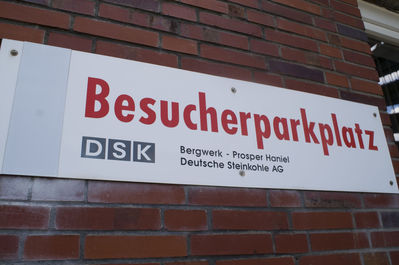 Besucherparkplatz
DSK
Bergwerk - Prosper Haniel
Deutsche Steinkohle AG